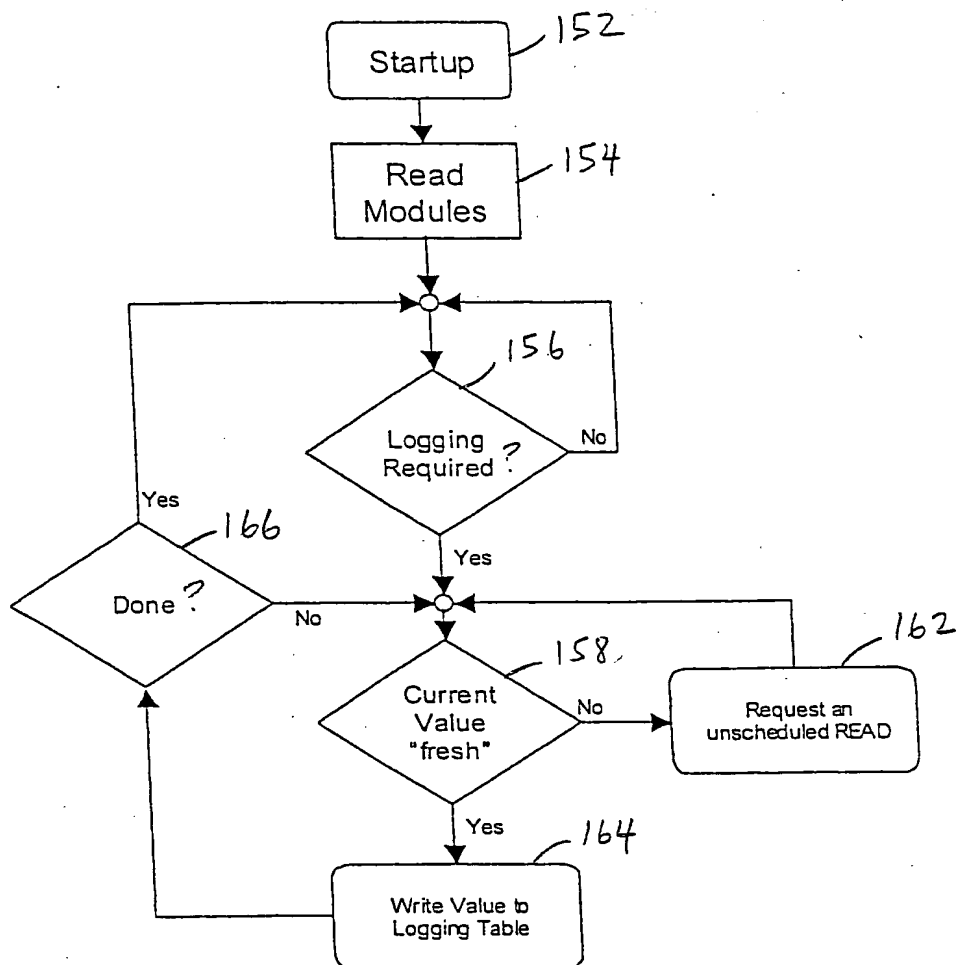 152
Startup
154
Read
Modules
156
Logging
Required ?
No
Yes
Yes
166
Done ?
No
158
Current
Value
"fresh"
No
162
Request an
unscheduled READ
Yes
164
Write Value to
Logging Table